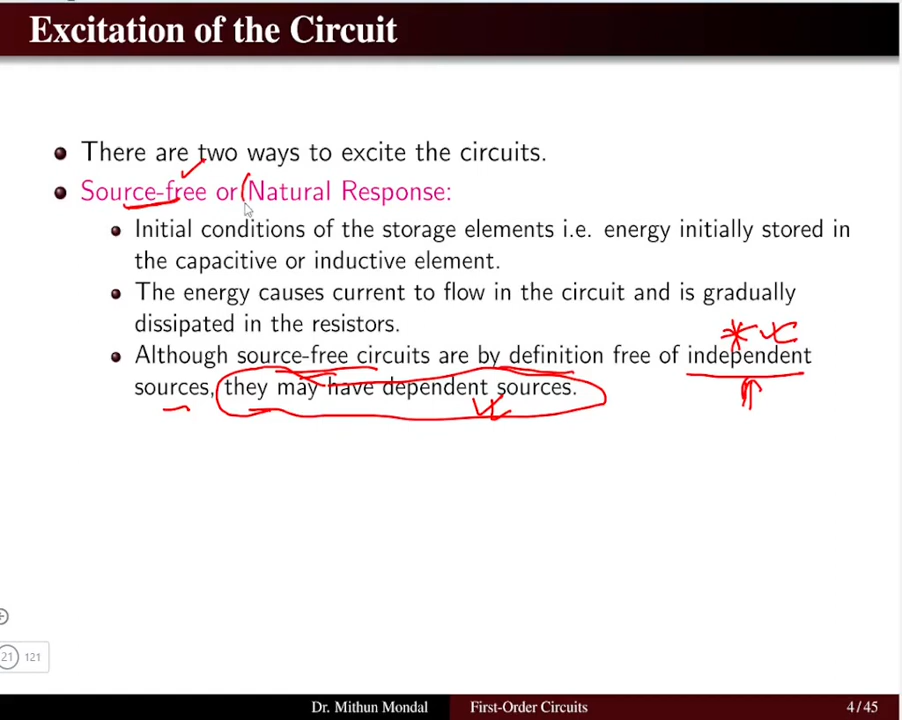 Excitation of the Circuit
There are two ways to excite the circuits.
Source-free or Natural Response:
Initial conditions of the storage elements i.e. energy initially stored in
the capacitive or inductive element.
The energy causes current to flow in the circuit and is gradually
dissipated in the resistors.
Although source-free circuits are by definition free of independent
sources, they may have dependent sources.
21 121
Dr. Mithun Mondal First-Order Circuits 4/45